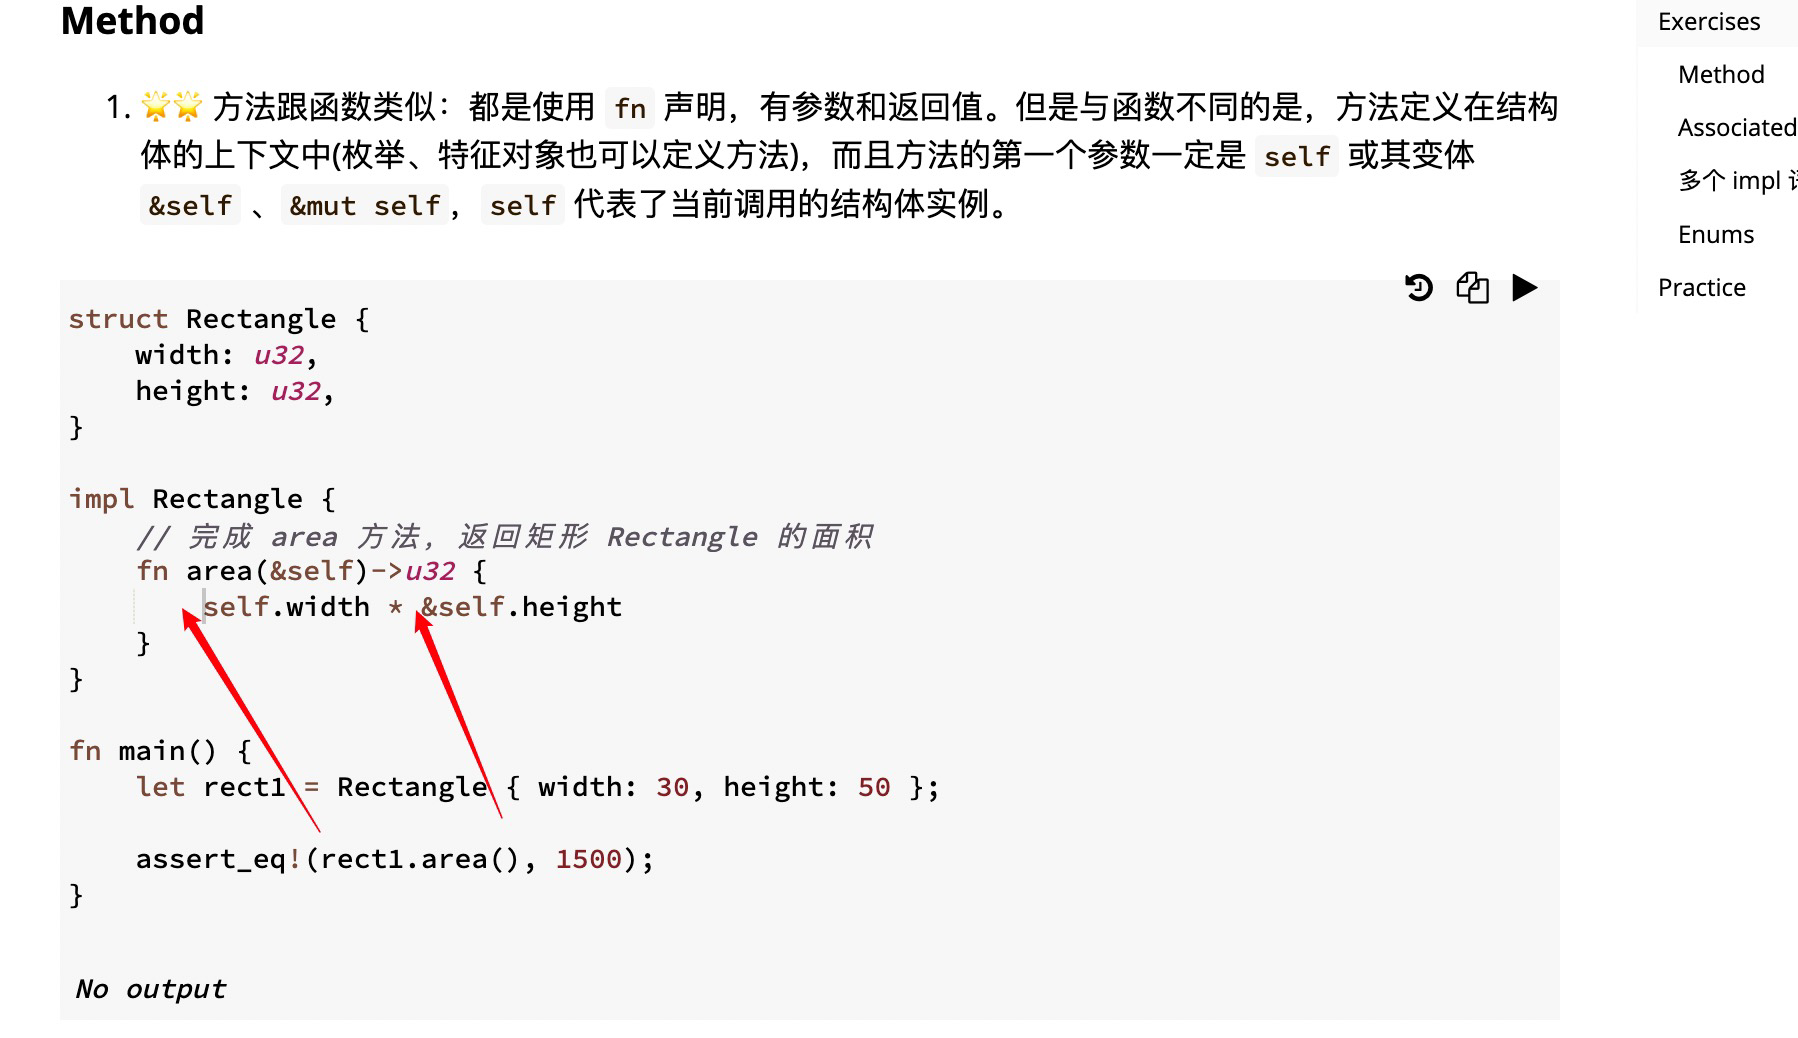 Method
1. 🌟🌟 方法跟函数类似：都是使用 fn 声明，有参数和返回值。但是与函数不同的是，方法定义在结构
体的上下文中(枚举、特征对象也可以定义方法)，而且方法的第一个参数一定是 self 或其变体
&self 、&mut self，self 代表了当前调用的结构体实例。
struct Rectangle {
    width: u32,
    height: u32,
}
impl Rectangle {
    // 完成 area 方法，返回矩形 Rectangle 的面积
    fn area(&self)->u32 {
        self.width * &self.height
    }
}
fn main() {
    let rect1 = Rectangle { width: 30, height: 50 };
    assert_eq!(rect1.area(), 1500);
}
No output
Exercises
Method
Associated
多个 impl
Enums
Practice